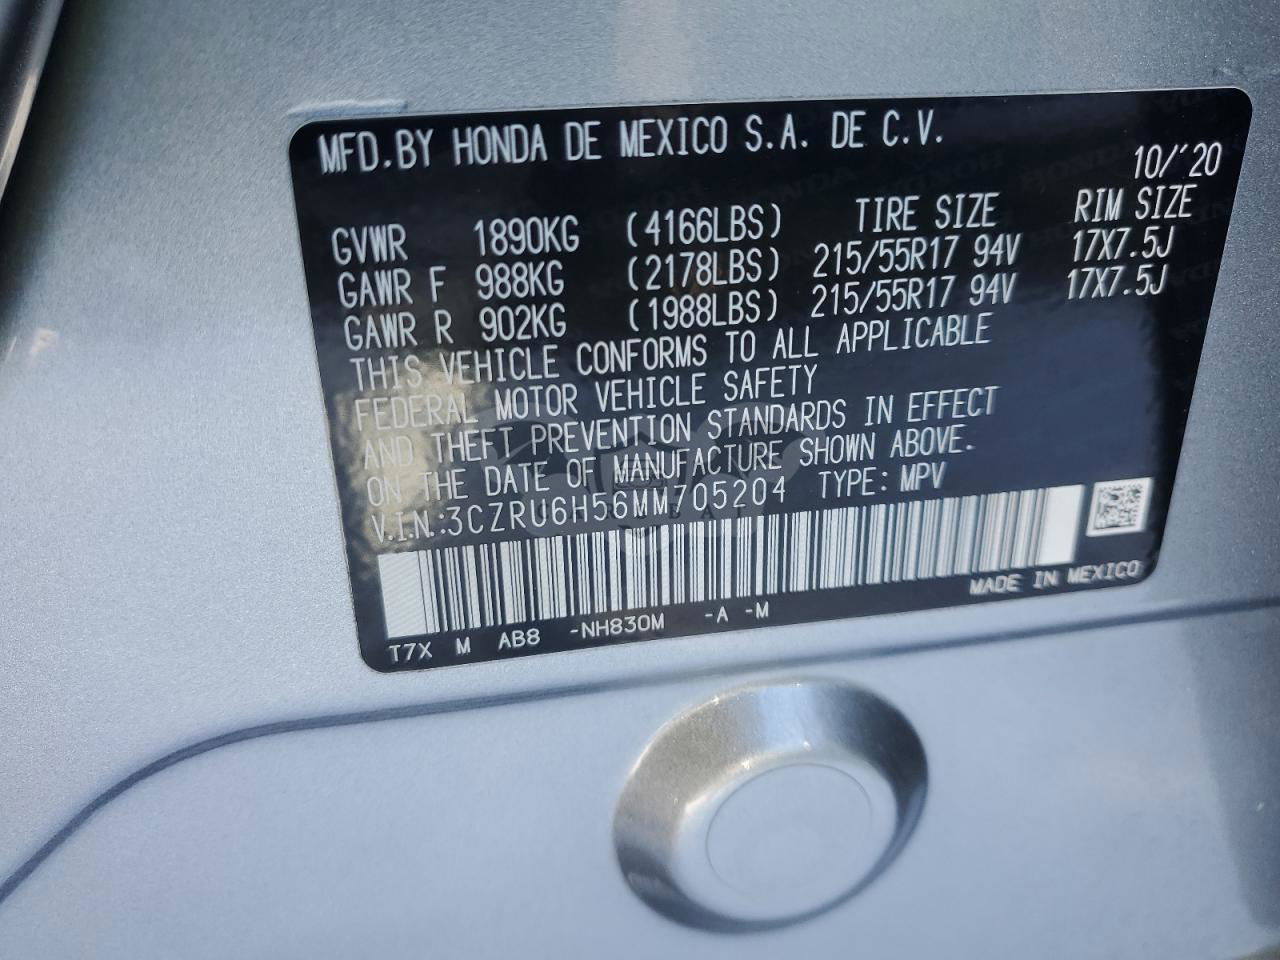 MFD.BY HONDA DE MEXICO S.A. DE C.V.
10/'20
GVWR 1890KG (4166LBS) TIRE SIZE RIM SIZE
GAWR F 988KG (2178LBS) 215/55R17 94V 17X7.5J
GAWR R 902KG (1988LBS) 215/55R17 94V 17X7.5J
THIS VEHICLE CONFORMS TO ALL APPLICABLE
FEDERAL MOTOR VEHICLE SAFETY
AND THEFT PREVENTION STANDARDS IN EFFECT
ON THE DATE OF MANUFACTURE SHOWN ABOVE.
V.I.N.:3CZRU6H56MM705204 TYPE: MPV
MADE IN MEXICO
T7X M AB8 -NH830M -A -M